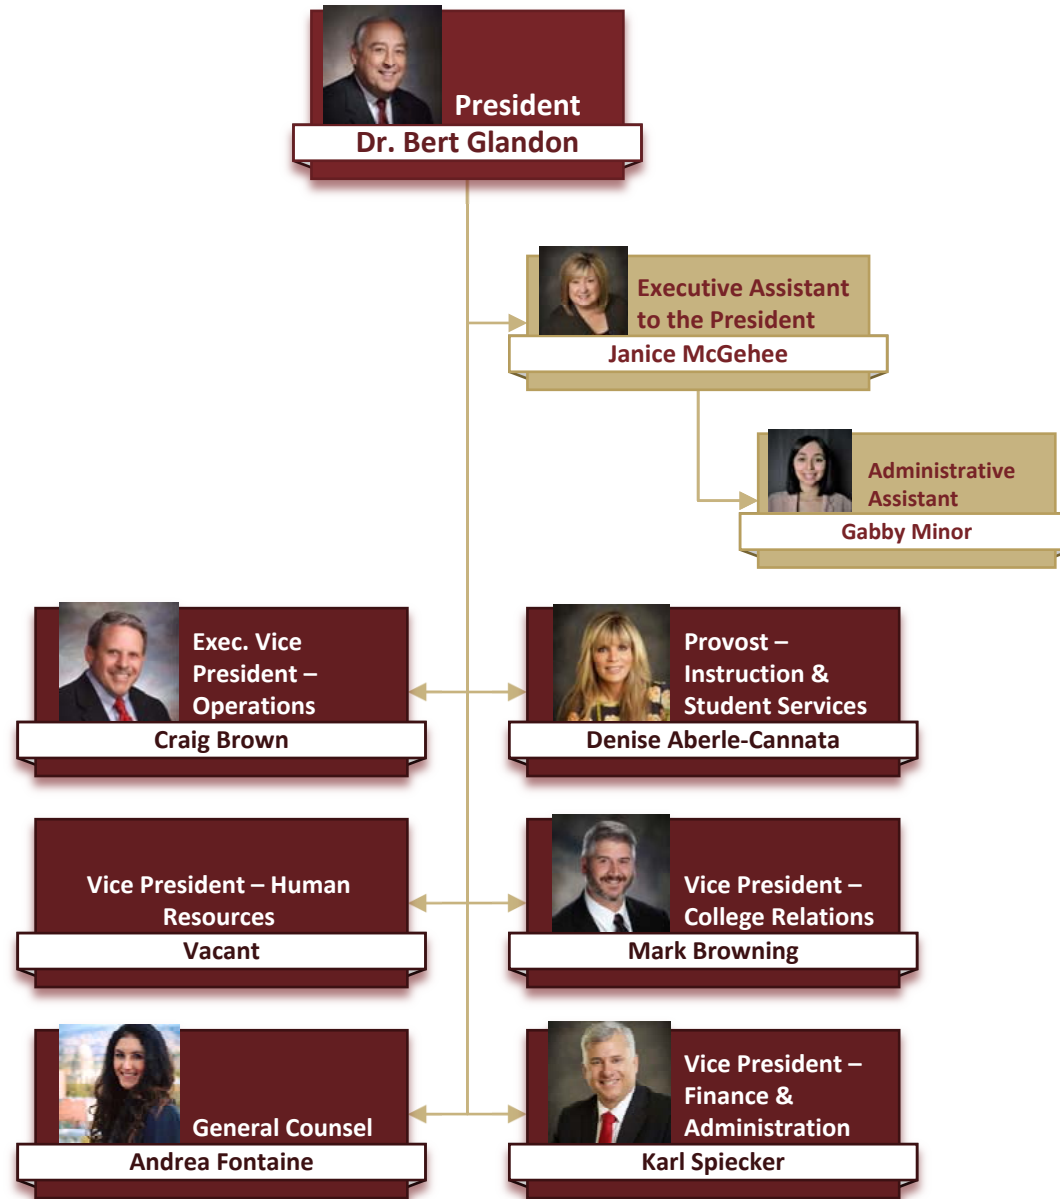 President
Dr. Bert Glandon
Executive Assistant
to the President
Janice McGehee
Administrative
Assistant
Gabby Minor
Exec. Vice
President –
Operations
Craig Brown
Provost –
Instruction &
Student Services
Denise Aberle-Cannata
Vice President – Human
Resources
Vacant
Vice President –
College Relations
Mark Browning
General Counsel
Andrea Fontaine
Vice President –
Finance &
Administration
Karl Spiecker